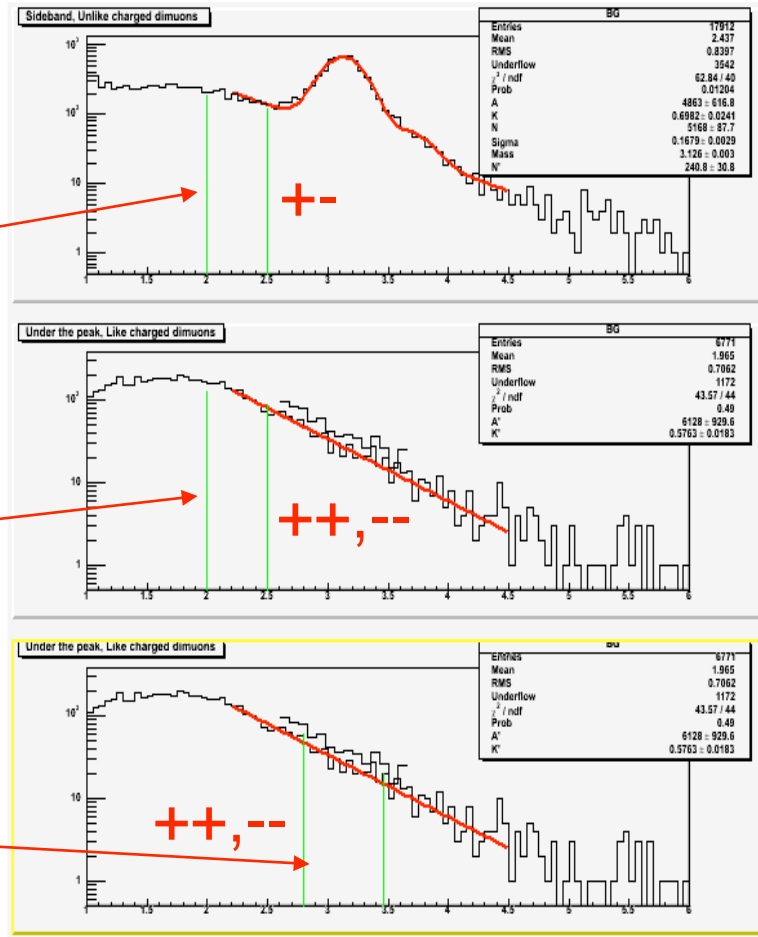 Sideband, Unlike charged dimuons
BG
Entries 17912
Mean 2.437
RMS 0.8397
Underflow 3542
χ² / ndf 62.84 / 40
Prob 0.01204
A 4863 ± 616.8
K 0.6982 ± 0.0241
N 5168 ± 87.7
Sigma 0.1679 ± 0.0029
Mass 3.126 ± 0.003
N' 240.8 ± 30.8
10³
10²
10
1
+-
1 1.5 2 2.5 3 3.5 4 4.5 5 5.5 6
Under the peak, Like charged dimuons
BG
Entries 6771
Mean 1.965
RMS 0.7062
Underflow 1172
χ² / ndf 43.57 / 44
Prob 0.49
A' 6128 ± 929.6
K' 0.5763 ± 0.0183
10²
10
1
++,--
1 1.5 2 2.5 3 3.5 4 4.5 5 5.5 6
Under the peak, Like charged dimuons
BG
Entries 6771
Mean 1.965
RMS 0.7062
Underflow 1172
χ² / ndf 43.57 / 44
Prob 0.49
A' 6128 ± 929.6
K' 0.5763 ± 0.0183
10²
10
1
++,--
1 1.5 2 2.5 3 3.5 4 4.5 5 5.5 6